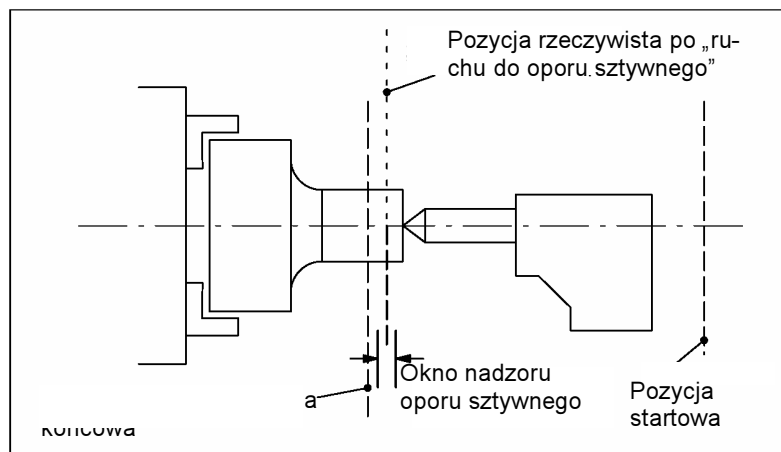 Pozycja rzeczywista po „ru-
chu do oporu sztywnego”
Okno nadzoru
oporu sztywnego
a
Pozycja
startowa
końcowa